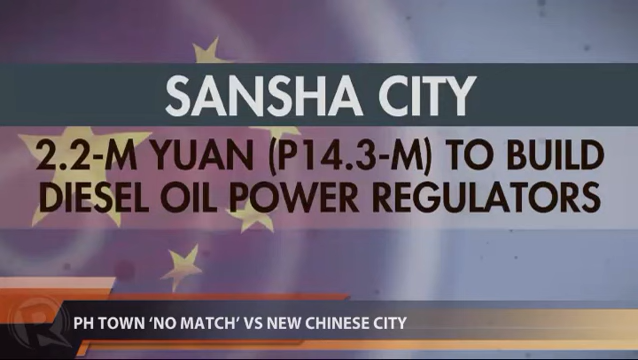 SANSHA CITY
2.2-M YUAN (P14.3-M) TO BUILD
DIESEL OIL POWER REGULATORS
R
PH TOWN ‘NO MATCH’ VS NEW CHINESE CITY